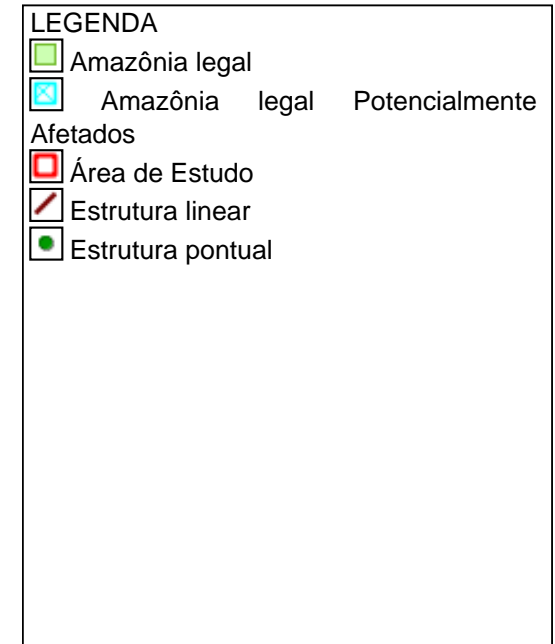 LEGENDA
Amazônia legal
Amazônia legal Potencialmente
Afetados
Área de Estudo
Estrutura linear
Estrutura pontual